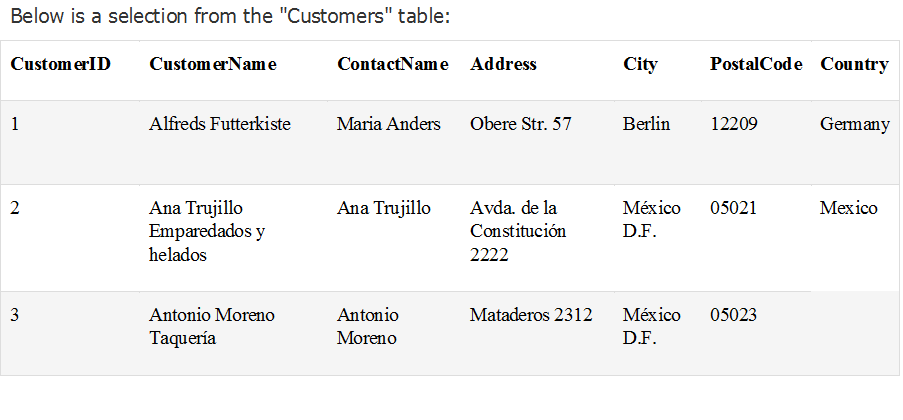 Below is a selection from the "Customers" table:
CustomerID CustomerName ContactName Address City PostalCode Country
1 Alfreds Futterkiste Maria Anders Obere Str. 57 Berlin 12209 Germany
2 Ana Trujillo Ana Trujillo Avda. de la México 05021 Mexico
Emparedados y Constitución D.F.
helados 2222
3 Antonio Moreno Antonio Mataderos 2312 México 05023
Taquería Moreno D.F.